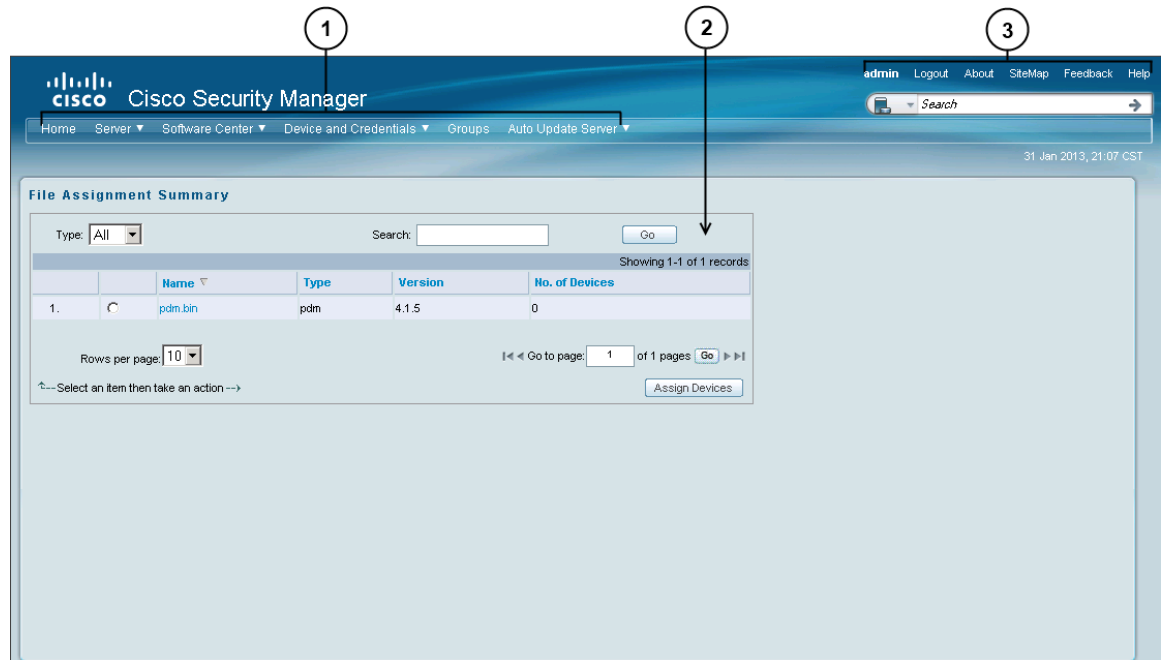 1 2 3
admin Logout About SiteMap Feedback Help
CISCO Cisco Security Manager
Search
Home Server Software Center Device and Credentials Groups Auto Update Server
31 Jan 2013, 21:07 CST
File Assignment Summary
Type: All Search: Go
Showing 1-1 of 1 records
Name Type Version No. of Devices
1. pdm.bin pdm 4.1.5 0
Rows per page: 10 Go to page: 1 of 1 pages Go
--Select an item then take an action --> Assign Devices